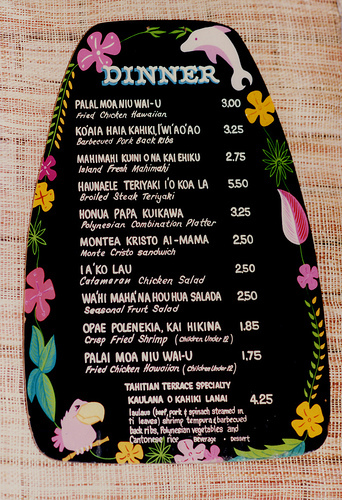 DINNER
PALAI MOA NIU WAI-U 3.00
Fried Chicken Hawaiian
KO'AIA HAIA KAHIKI, I'WI'AO'AO 3.25
Barbecued Pork Back Ribs
MAHIMAHI KUINI O NA KAI EHIKU 2.75
Island Fresh Mahimahi
HAUNAELE TERIYAKI I'O KOA LA 5.50
Broiled Steak Teriyaki
HONUA PAPA KUIKAWA 3.25
Polynesian Combination Platter
MONTEA KRISTO AI-MAMA 2.50
Monte Cristo sandwich
I A'KO LAU 2.50
Catamaran Chicken Salad
WA'HI MAHA'NA HOU HUA SALADA 2.50
Seasonal Fruit Salad
OPAE POLENEKIA, KAI HIKINA 1.85
Crisp Fried Shrimp (Children Under 12)
PALAI MOA NIU WAI-U 1.75
Fried Chicken Hawaiian (Children Under 12)
TAHITIAN TERRACE SPECIALTY
KAULANA O KAHIKI LANAI 4.25
laulaus (beef, pork & spinach steamed in
ti leaves) shrimp tempura & barbecued
back ribs, Polynesian vegetables and
Cantonese rice Beverage • Dessert